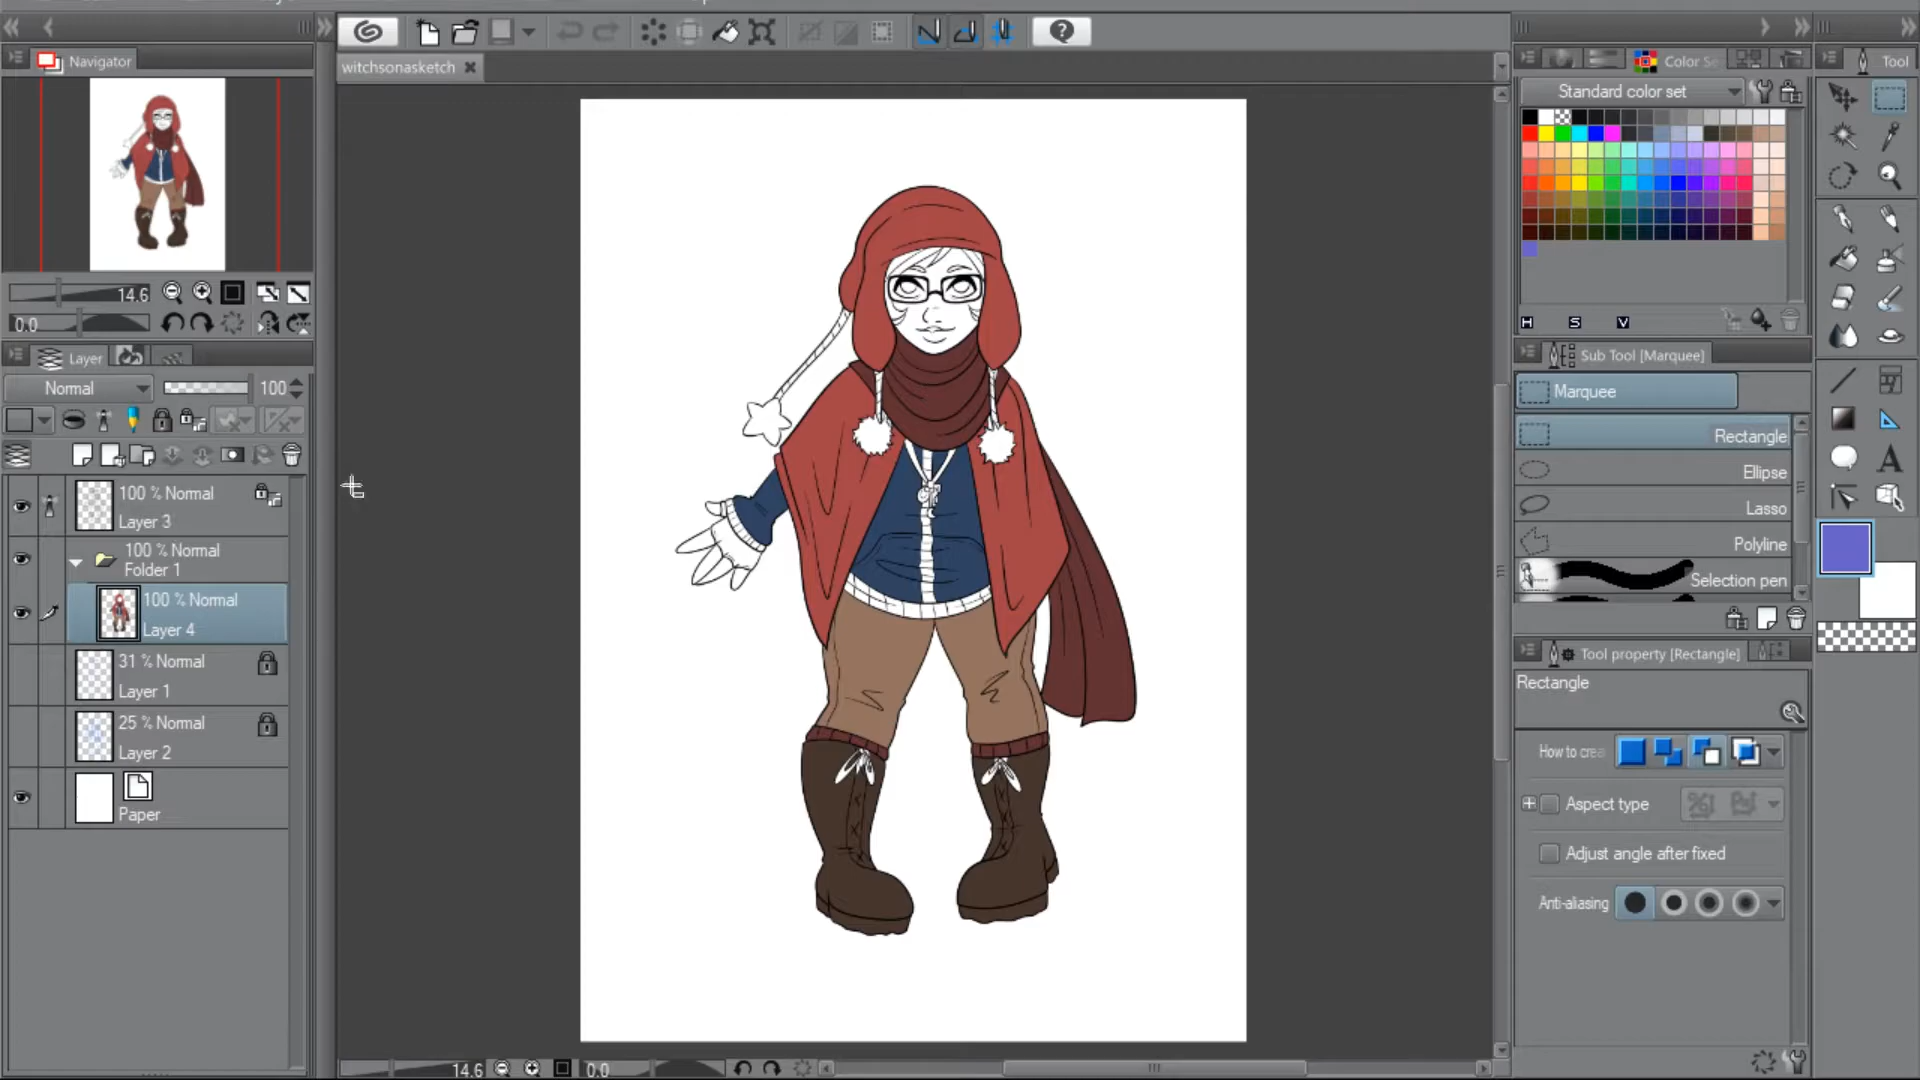 Navigator
witchsonasketch
Color Se
Tool
Standard color set
14.6
0.0
H S V
Layer
Normal
100
100 % Normal
Layer 3
100 % Normal
Folder 1
100 % Normal
Layer 4
31 % Normal
Layer 1
25 % Normal
Layer 2
Paper
14.6
0.0
Sub Tool [Marquee]
Marquee
Rectangle
Ellipse
Lasso
Polyline
Selection pen
Tool property [Rectangle]
Rectangle
How to crea
Aspect type
Adjust angle after fixed
Anti-aliasing